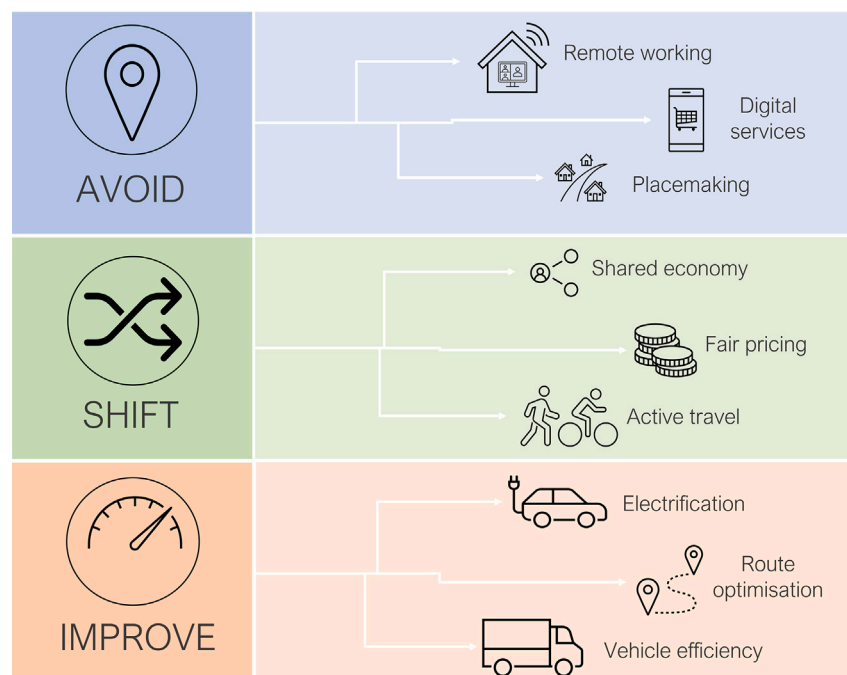 AVOID
Remote working
Digital
services
Placemaking
SHIFT
Shared economy
Fair pricing
Active travel
IMPROVE
Electrification
Route
optimisation
Vehicle efficiency